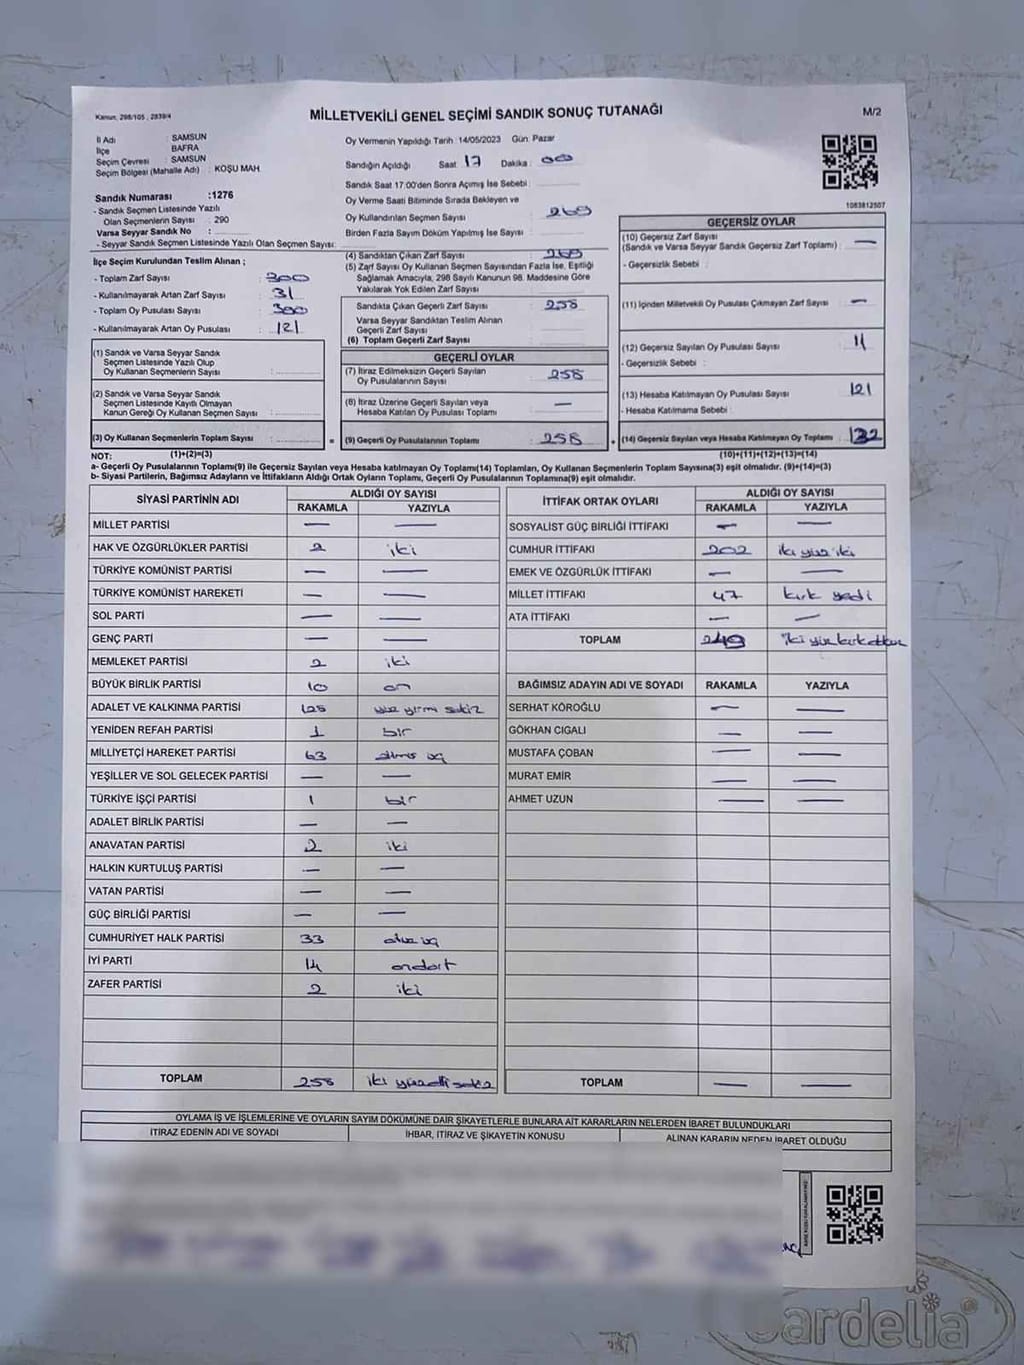 Kanun, 298/105 , 2839/4
MİLLETVEKİLİ GENEL SEÇİMİ SANDIK SONUÇ TUTANAĞI
M/2
İl Adı : SAMSUN
İlçe BAFRA
Seçim Çevresi : SAMSUN
Seçim Bölgesi (Mahalle Adı) : KOŞU MAH
Sandık Numarası :1276
- Sandık Seçmen Listesinde Yazılı
Olan Seçmenlerin Sayısı : 290
Varsa Seyyar Sandık No :
- Seyyar Sandık Seçmen Listesinde Yazılı Olan Seçmen Sayısı:
Oy Vermenin Yapıldığı Tarih :14/05/2023 Gün: Pazar
Sandığın Açıldığı Saat 17 Dakika : 00
Sandık Saat 17.00'den Sonra Açılmış İse Sebebi :
Oy Verme Saati Bitiminde Sırada Bekleyen ve
Oy Kullandırılan Seçmen Sayısı 269
Birden Fazla Sayım Döküm Yapılmış İse Sayısı :
1083812507
İlçe Seçim Kurulundan Teslim Alınan ;
- Toplam Zarf Sayısı : 300
- Kullanılmayarak Artan Zarf Sayısı : 31
- Toplam Oy Pusulası Sayısı : 300
- Kullanılmayarak Artan Oy Pusulası : 121
(1) Sandık ve Varsa Seyyar Sandık
Seçmen Listesinde Yazılı Olup
Oy Kullanan Seçmenlerin Sayısı :
(2) Sandık ve Varsa Seyyar Sandık
Seçmen Listesinde Kayıtlı Olmayan
Kanun Gereği Oy Kullanan Seçmen Sayısı :
(3) Oy Kullanan Seçmenlerin Toplam Sayısı :
(4) Sandıktan Çıkan Zarf Sayısı : 269
(5) Zarf Sayısı Oy Kullanan Seçmen Sayısından Fazla İse, Eşitliği
Sağlamak Amacıyla, 298 Sayılı Kanunun 98. Maddesine Göre
Yakılarak Yok Edilen Zarf Sayısı :
Sandıkta Çıkan Geçerli Zarf Sayısı : 258
Varsa Seyyar Sandıktan Teslim Alınan
Geçerli Zarf Sayısı :
(6) Toplam Geçerli Zarf Sayısı
GEÇERLİ OYLAR
(7) İtiraz Edilmeksizin Geçerli Sayılan
Oy Pusulalarının Sayısı : 258
(8) İtiraz Üzerine Geçerli Sayılan veya
Hesaba Katılan Oy Pusulası Toplamı : —
= (9) Geçerli Oy Pusulalarının Toplamı : 258
GEÇERSİZ OYLAR
(10) Geçersiz Zarf Sayısı
(Sandık ve Varsa Seyyar Sandık Geçersiz Zarf Toplamı) : —
- Geçersizlik Sebebi :
(11) İçinden Milletvekili Oy Pusulası Çıkmayan Zarf Sayısı : —
(12) Geçersiz Sayılan Oy Pusulası Sayısı : 11
- Geçersizlik Sebebi :
(13) Hesaba Katılmayan Oy Pusulası Sayısı : 121
- Hesaba Katılmama Sebebi :
+ (14) Geçersiz Sayılan veya Hesaba Katılmayan Oy Toplamı : 132
NOT: (1)+(2)=(3) (10)+(11)+(12)+(13)=(14)
a- Geçerli Oy Pusulalarının Toplamı(9) ile Geçersiz Sayılan veya Hesaba katılmayan Oy Toplamı(14) Toplamları, Oy Kullanan Seçmenlerin Toplam Sayısına(3) eşit olmalıdır. (9)+(14)=(3)
b- Siyasi Partilerin, Bağımsız Adayların ve İttifakların Aldığı Ortak Oyların Toplamı, Geçerli Oy Pusulalarının Toplamına(9) eşit olmalıdır.
SİYASİ PARTİNİN ADI ALDIĞI OY SAYISI
RAKAMLA YAZIYLA
MİLLET PARTİSİ — —
HAK VE ÖZGÜRLÜKLER PARTİSİ 2 iki
TÜRKİYE KOMÜNİST PARTİSİ — —
TÜRKİYE KOMÜNİST HAREKETİ — —
SOL PARTİ — —
GENÇ PARTİ — —
MEMLEKET PARTİSİ 2 iki
BÜYÜK BİRLİK PARTİSİ 10 on
ADALET VE KALKINMA PARTİSİ 128 yüz yirmi sekiz
YENİDEN REFAH PARTİSİ 1 bir
MİLLİYETÇİ HAREKET PARTİSİ 63 altmış üç
YEŞİLLER VE SOL GELECEK PARTİSİ — —
TÜRKİYE İŞÇİ PARTİSİ 1 bir
ADALET BİRLİK PARTİSİ — —
ANAVATAN PARTİSİ 2 iki
HALKIN KURTULUŞ PARTİSİ — —
VATAN PARTİSİ — —
GÜÇ BİRLİĞİ PARTİSİ — —
CUMHURİYET HALK PARTİSİ 33 otuz üç
İYİ PARTİ 14 ondört
ZAFER PARTİSİ 2 iki
TOPLAM 258 iki yüzelli sekiz
İTTİFAK ORTAK OYLARI ALDIĞI OY SAYISI
RAKAMLA YAZIYLA
SOSYALİST GÜÇ BİRLİĞİ İTTİFAKI — —
CUMHUR İTTİFAKI 202 iki yüz iki
EMEK VE ÖZGÜRLÜK İTTİFAKI — —
MİLLET İTTİFAKI 47 kırk yedi
ATA İTTİFAKI — —
TOPLAM 249 iki yüz kırk dokuz
BAĞIMSIZ ADAYIN ADI VE SOYADI RAKAMLA YAZIYLA
SERHAT KÖROĞLU — —
GÖKHAN CIGALI — —
MUSTAFA ÇOBAN — —
MURAT EMİR — —
AHMET UZUN — —
TOPLAM — —
OYLAMA İŞ VE İŞLEMLERİNE VE OYLARIN SAYIM DÖKÜMÜNE DAİR ŞİKAYETLERLE BUNLARA AİT KARARLARIN NELERDEN İBARET BULUNDUKLARI
İTİRAZ EDENİN ADI VE SOYADI İHBAR, İTİRAZ VE ŞİKAYETİN KONUSU ALINAN KARARIN NEDEN İBARET OLDUĞU
Gardelia®